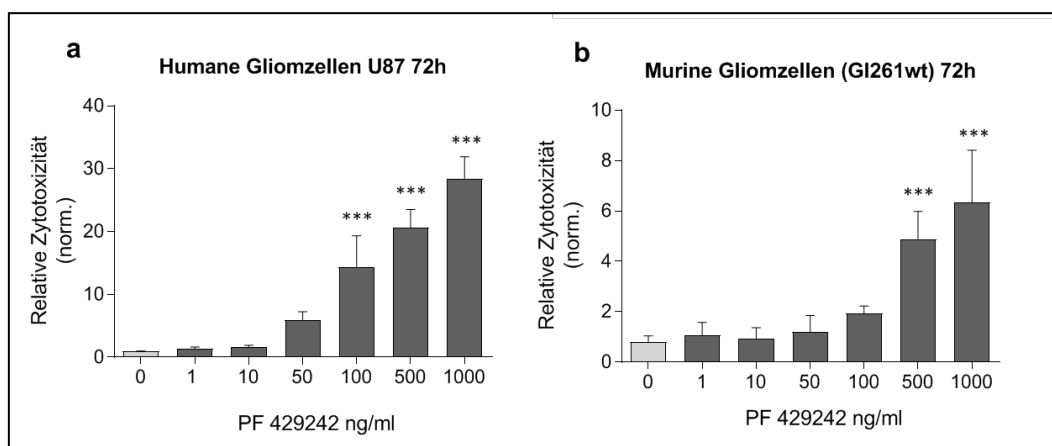 a
Humane Gliomzellen U87 72h
Relative Zytotoxizität
(norm.)
40
30
20
10
0
***
***
***
0 1 10 50 100 500 1000
PF 429242 ng/ml
b
Murine Gliomzellen (Gl261wt) 72h
Relative Zytotoxizität
(norm.)
10
8
6
4
2
0
***
***
0 1 10 50 100 500 1000
PF 429242 ng/ml